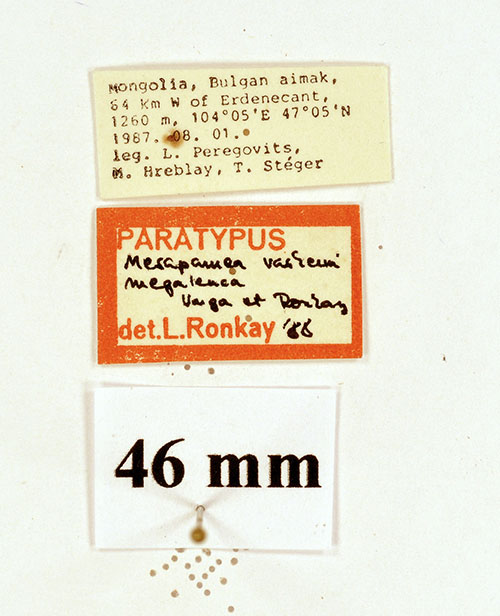 Mongolia, Bulgan aimak,
64 Km W of Erdenecant,
1260 m, 104°05'E 47°05'N
1987. 08. 01.
leg. L. Peregovits,
M. Hreblay, T. Stéger
PARATYPUS
Mesapamea
megaleuca
Varga et Ronkay
det. L. Ronkay '88
46 mm